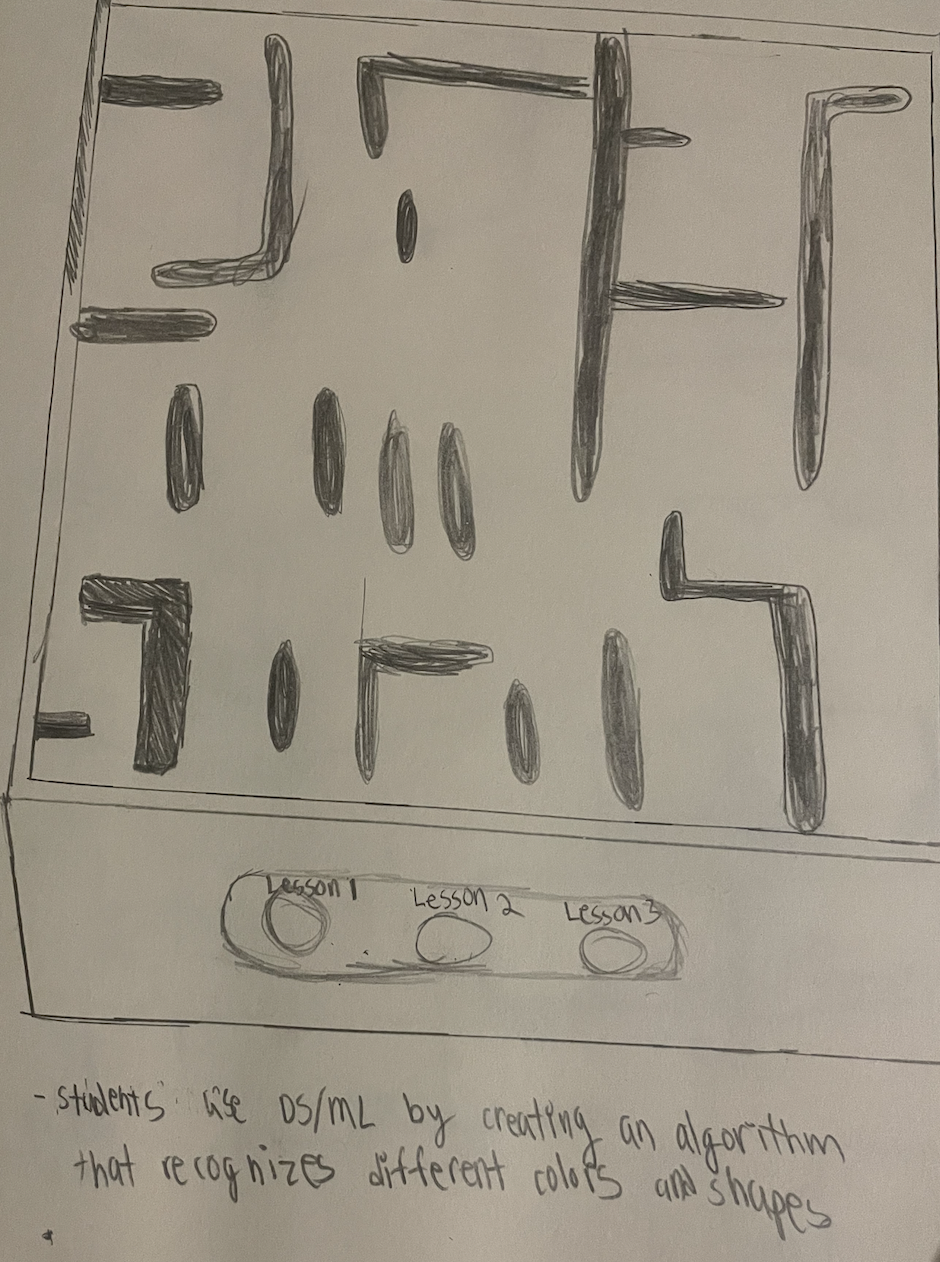 Lesson 1
Lesson 2
Lesson 3
- students use DS/ML by creating an algorithm
that recognizes different colors and shapes